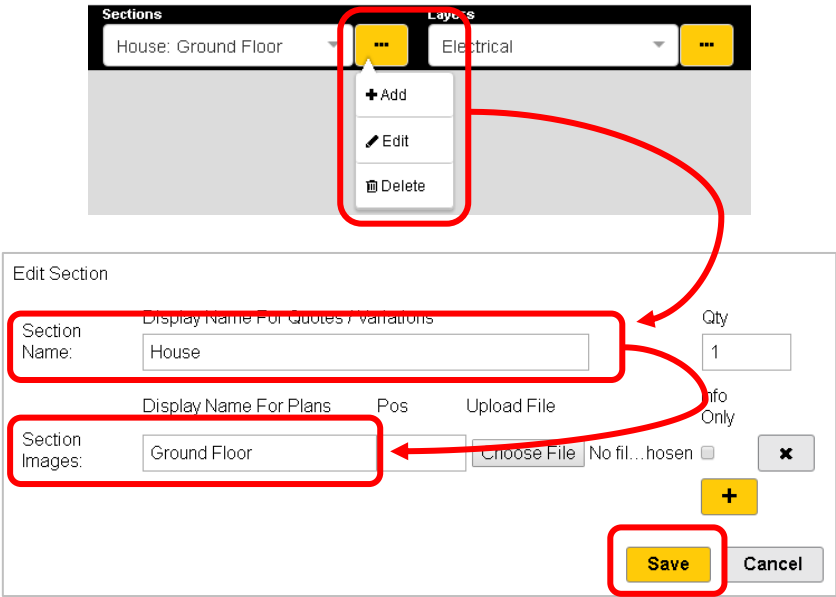 Sections
Layers
House: Ground Floor
...
Electrical
...
Add
Edit
Delete
Edit Section
Display Name For Quotes / Variations
Qty
Section
Name:
House
1
Display Name For Plans
Pos
Upload File
Info
Only
Section
Images:
Ground Floor
Choose File
No fil...hosen
Save
Cancel